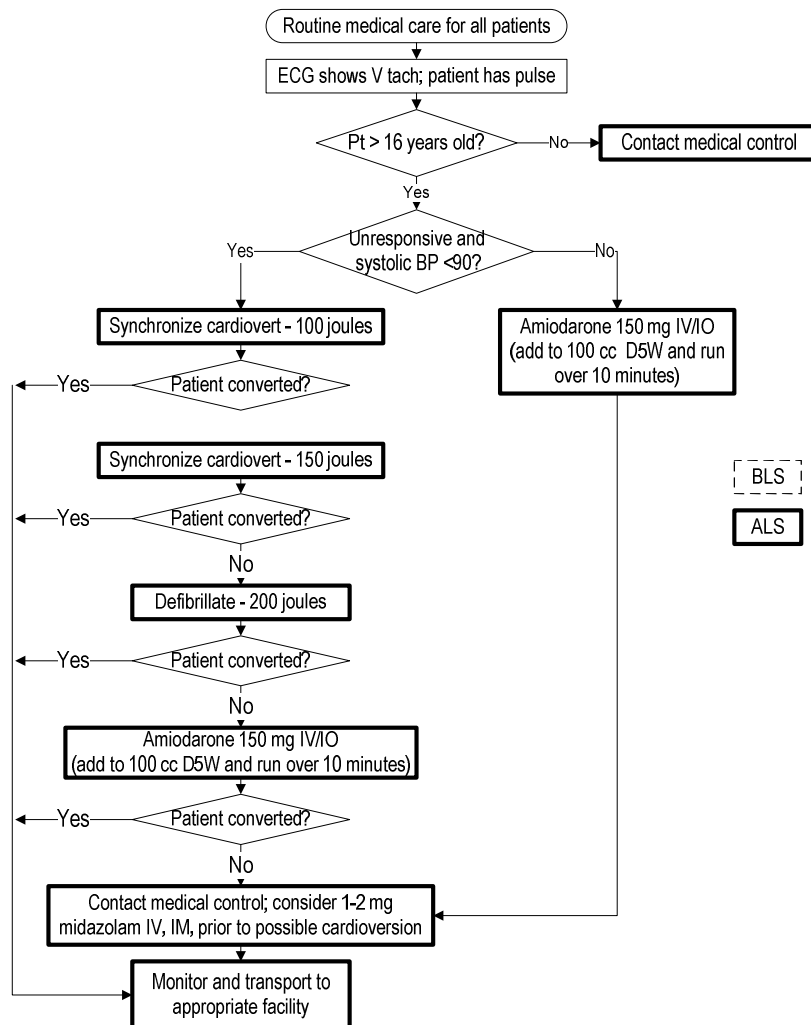 Routine medical care for all patients
ECG shows V tach; patient has pulse
Pt > 16 years old?
No
Contact medical control
Yes
Unresponsive and
systolic BP <90?
Yes
No
Synchronize cardiovert - 100 joules
Amiodarone 150 mg IV/IO
(add to 100 cc D5W and run
over 10 minutes)
Patient converted?
Yes
Synchronize cardiovert - 150 joules
BLS
Patient converted?
Yes
ALS
No
Defibrillate - 200 joules
Patient converted?
Yes
No
Amiodarone 150 mg IV/IO
(add to 100 cc D5W and run over 10 minutes)
Patient converted?
Yes
No
Contact medical control; consider 1-2 mg
midazolam IV, IM, prior to possible cardioversion
Monitor and transport to
appropriate facility